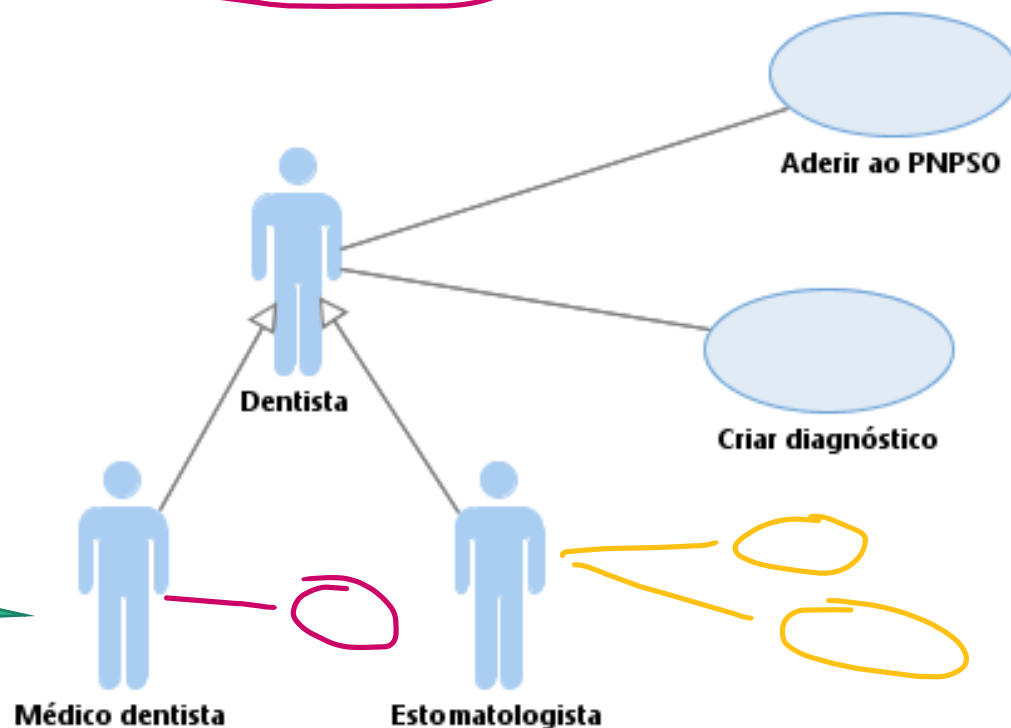 Aderir ao PNPSO
Dentista
Criar diagnóstico
Médico dentista
Estomatologista